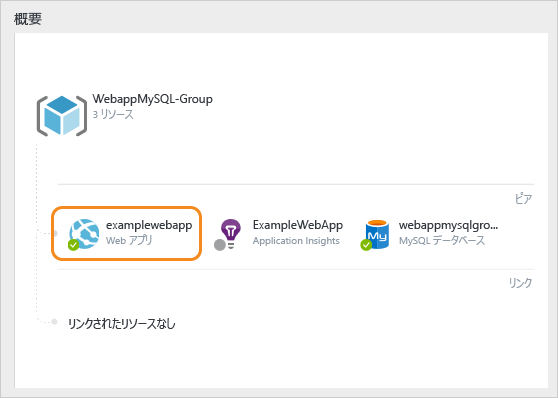 概要
WebappMySQL-Group
3 リソース
ピア
examplewebapp
Web アプリ
ExampleWebApp
Application Insights
webappmysqlgro...
MySQL データベース
My
リンク
リンクされたリソースなし